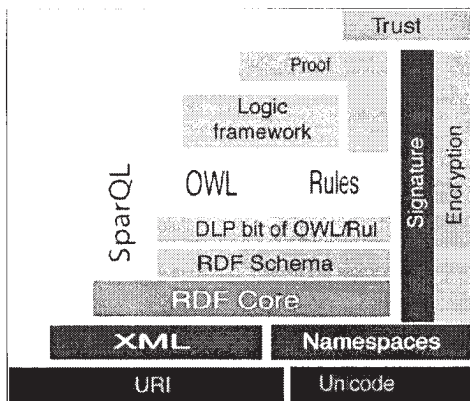 Trust
Proof
Logic
framework
SparQL
OWL
Rules
Signature
Encryption
DLP bit of OWL/Rul
RDF Schema
RDF Core
XML
Namespaces
URI
Unicode